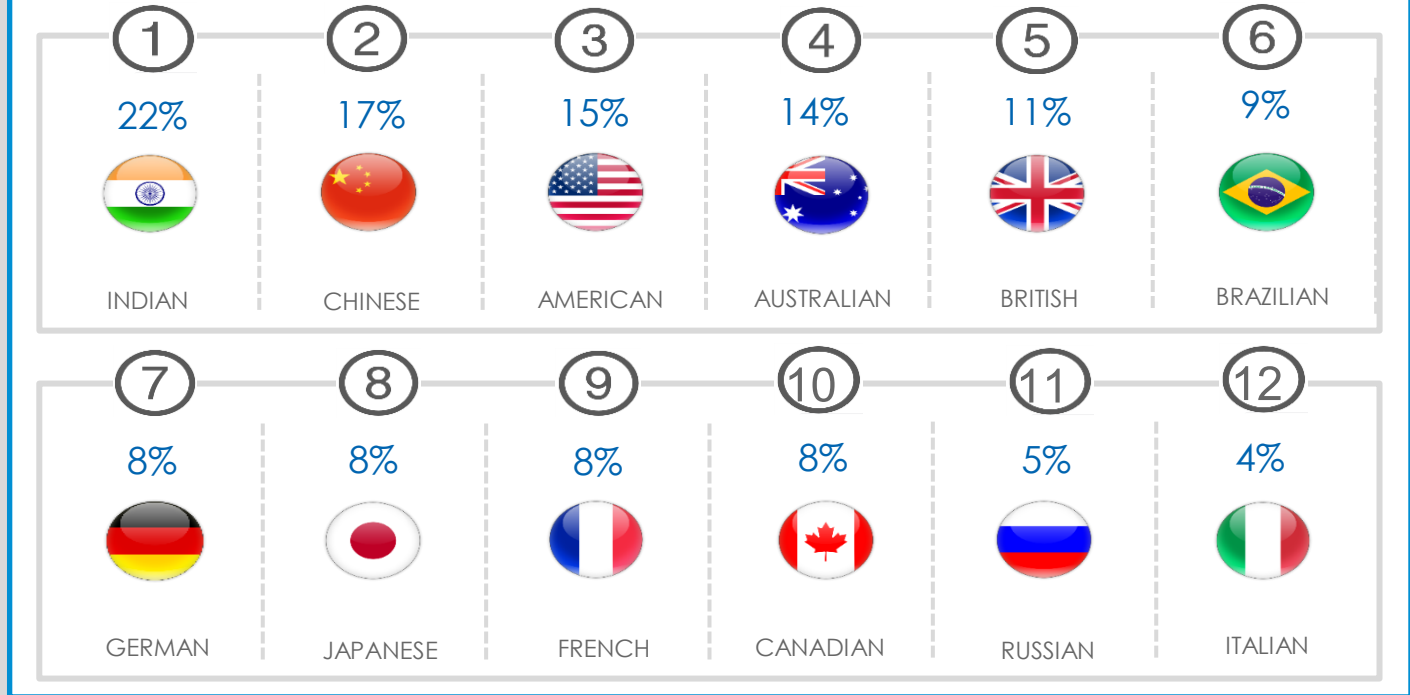 1 2 3 4 5 6
22% 17% 15% 14% 11% 9%
INDIAN CHINESE AMERICAN AUSTRALIAN BRITISH BRAZILIAN
7 8 9 10 11 12
8% 8% 8% 8% 5% 4%
GERMAN JAPANESE FRENCH CANADIAN RUSSIAN ITALIAN